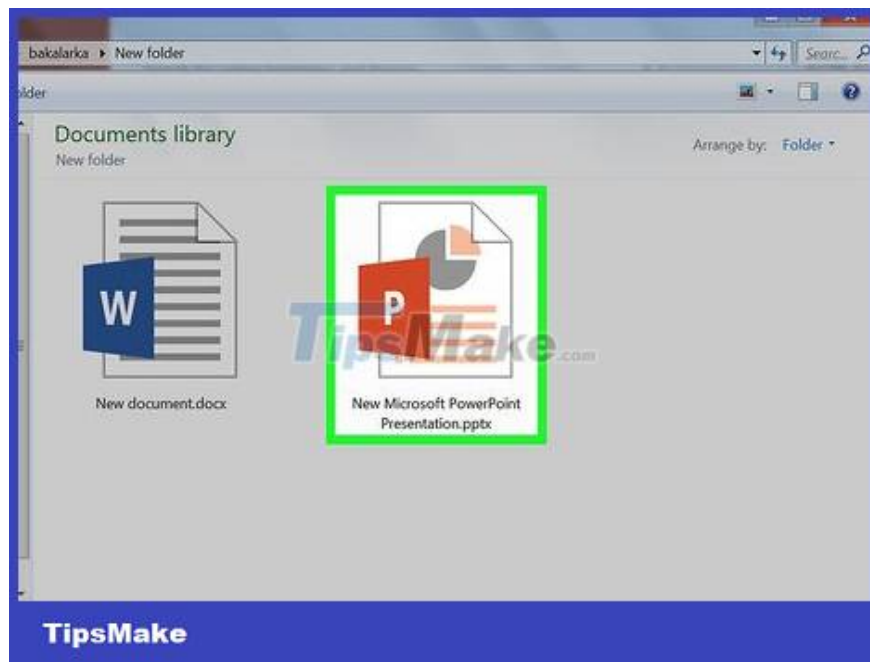 bakalarka ▸ New folder
Searc...
older
Documents library
New folder
Arrange by: Folder
W
P
TipsMake.com
New document.docx
New Microsoft PowerPoint
Presentation.pptx
TipsMake